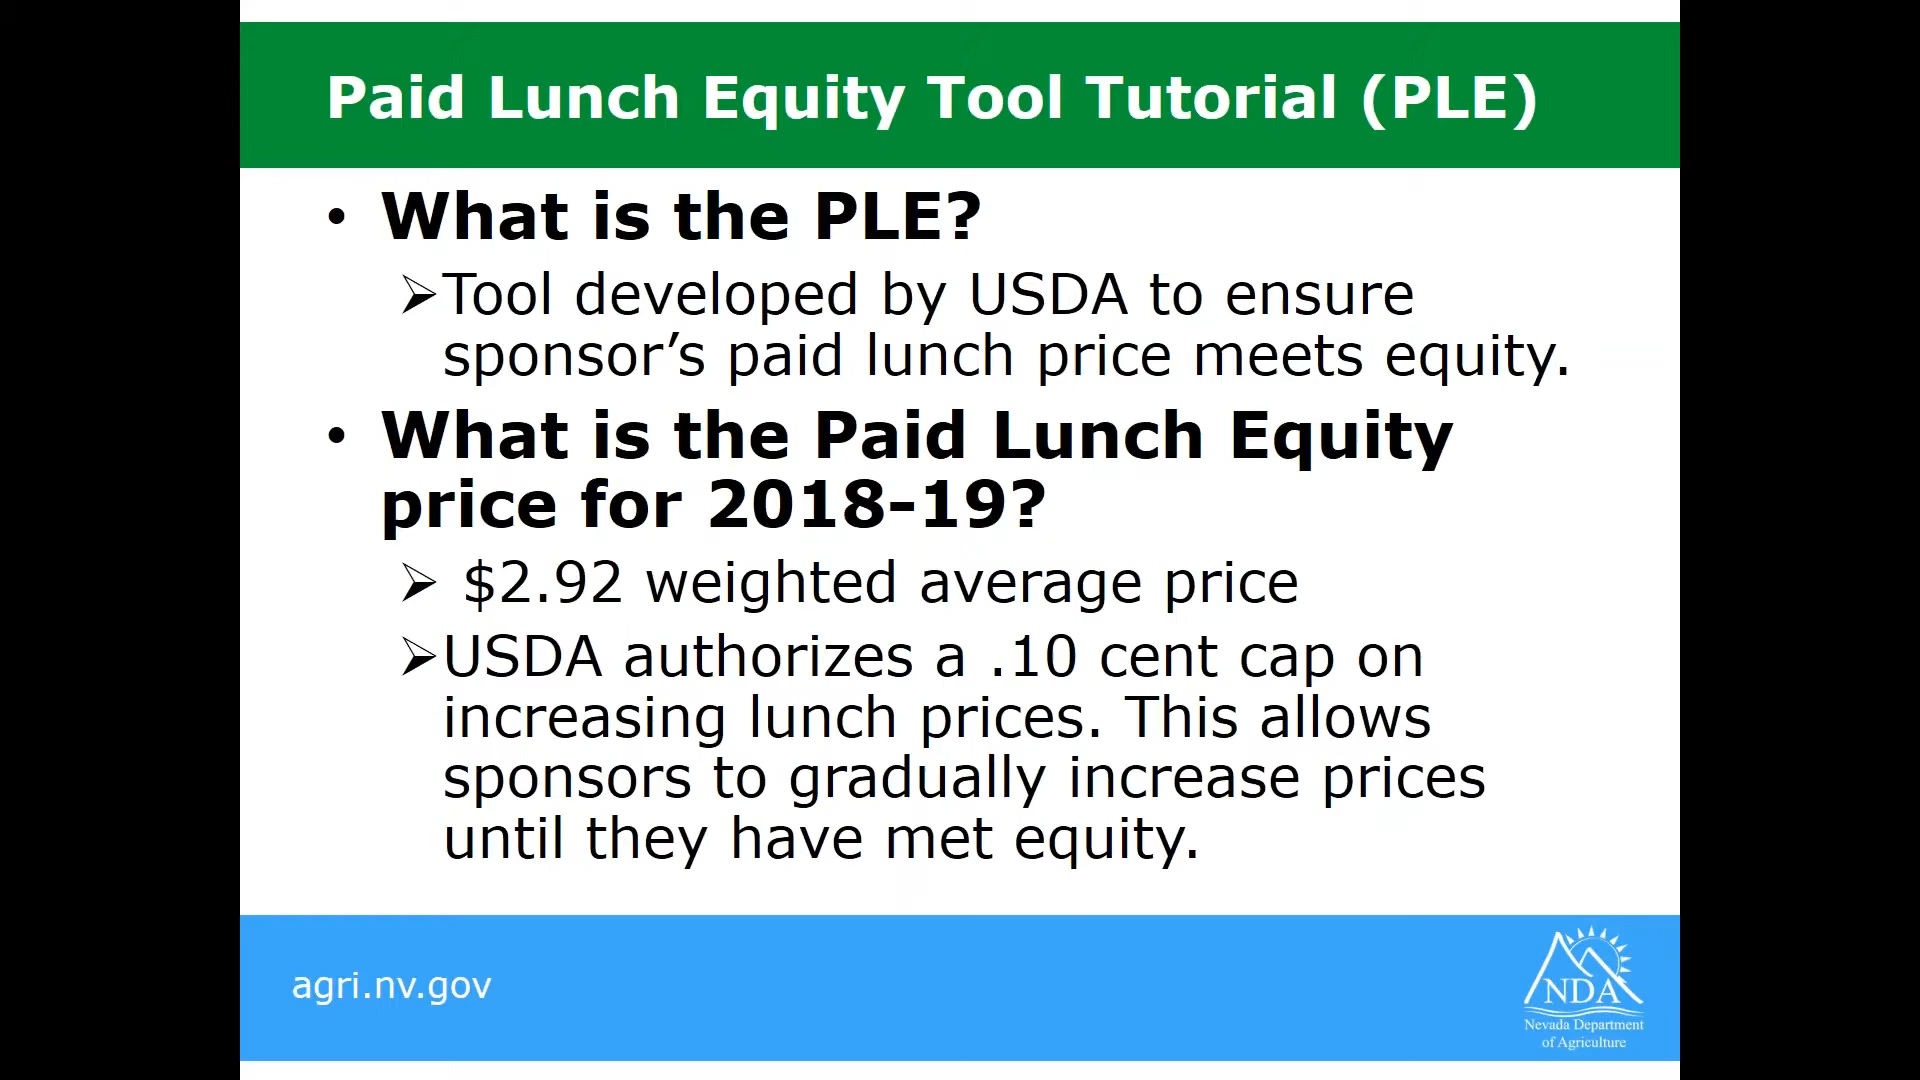 Paid Lunch Equity Tool Tutorial (PLE)
• What is the PLE?
➢Tool developed by USDA to ensure
sponsor’s paid lunch price meets equity.
• What is the Paid Lunch Equity
price for 2018-19?
➢ $2.92 weighted average price
➢USDA authorizes a .10 cent cap on
increasing lunch prices. This allows
sponsors to gradually increase prices
until they have met equity.
agri.nv.gov
NDA
Nevada Department
of Agriculture